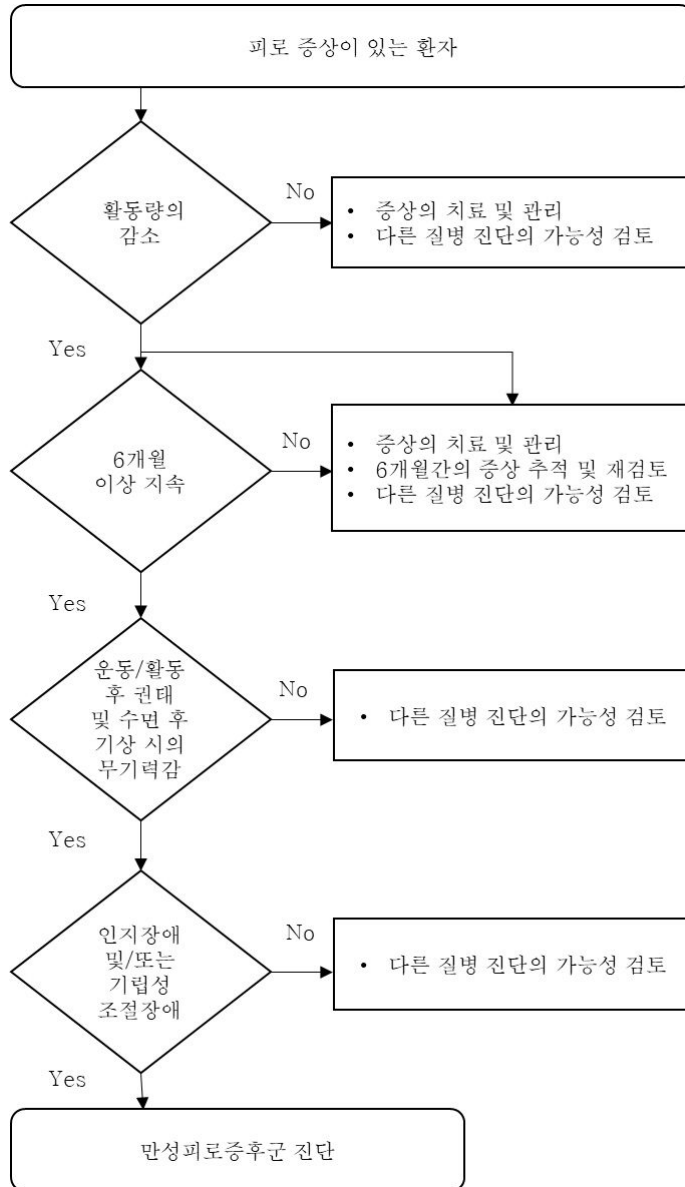 피로 증상이 있는 환자
활동량의
감소
No
• 증상의 치료 및 관리
• 다른 질병 진단의 가능성 검토
Yes
6개월
이상 지속
No
• 증상의 치료 및 관리
• 6개월간의 증상 추적 및 재검토
• 다른 질병 진단의 가능성 검토
Yes
운동/활동
후 권태
및 수면 후
기상 시의
무기력감
No
• 다른 질병 진단의 가능성 검토
Yes
인지장애
및/또는
기립성
조절장애
No
• 다른 질병 진단의 가능성 검토
Yes
만성피로증후군 진단